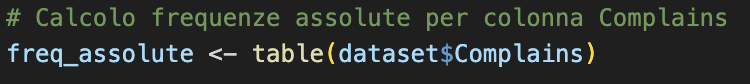 # Calcolo frequenze assolute per colonna Complains
freq_assolute <- table(dataset$Complains)